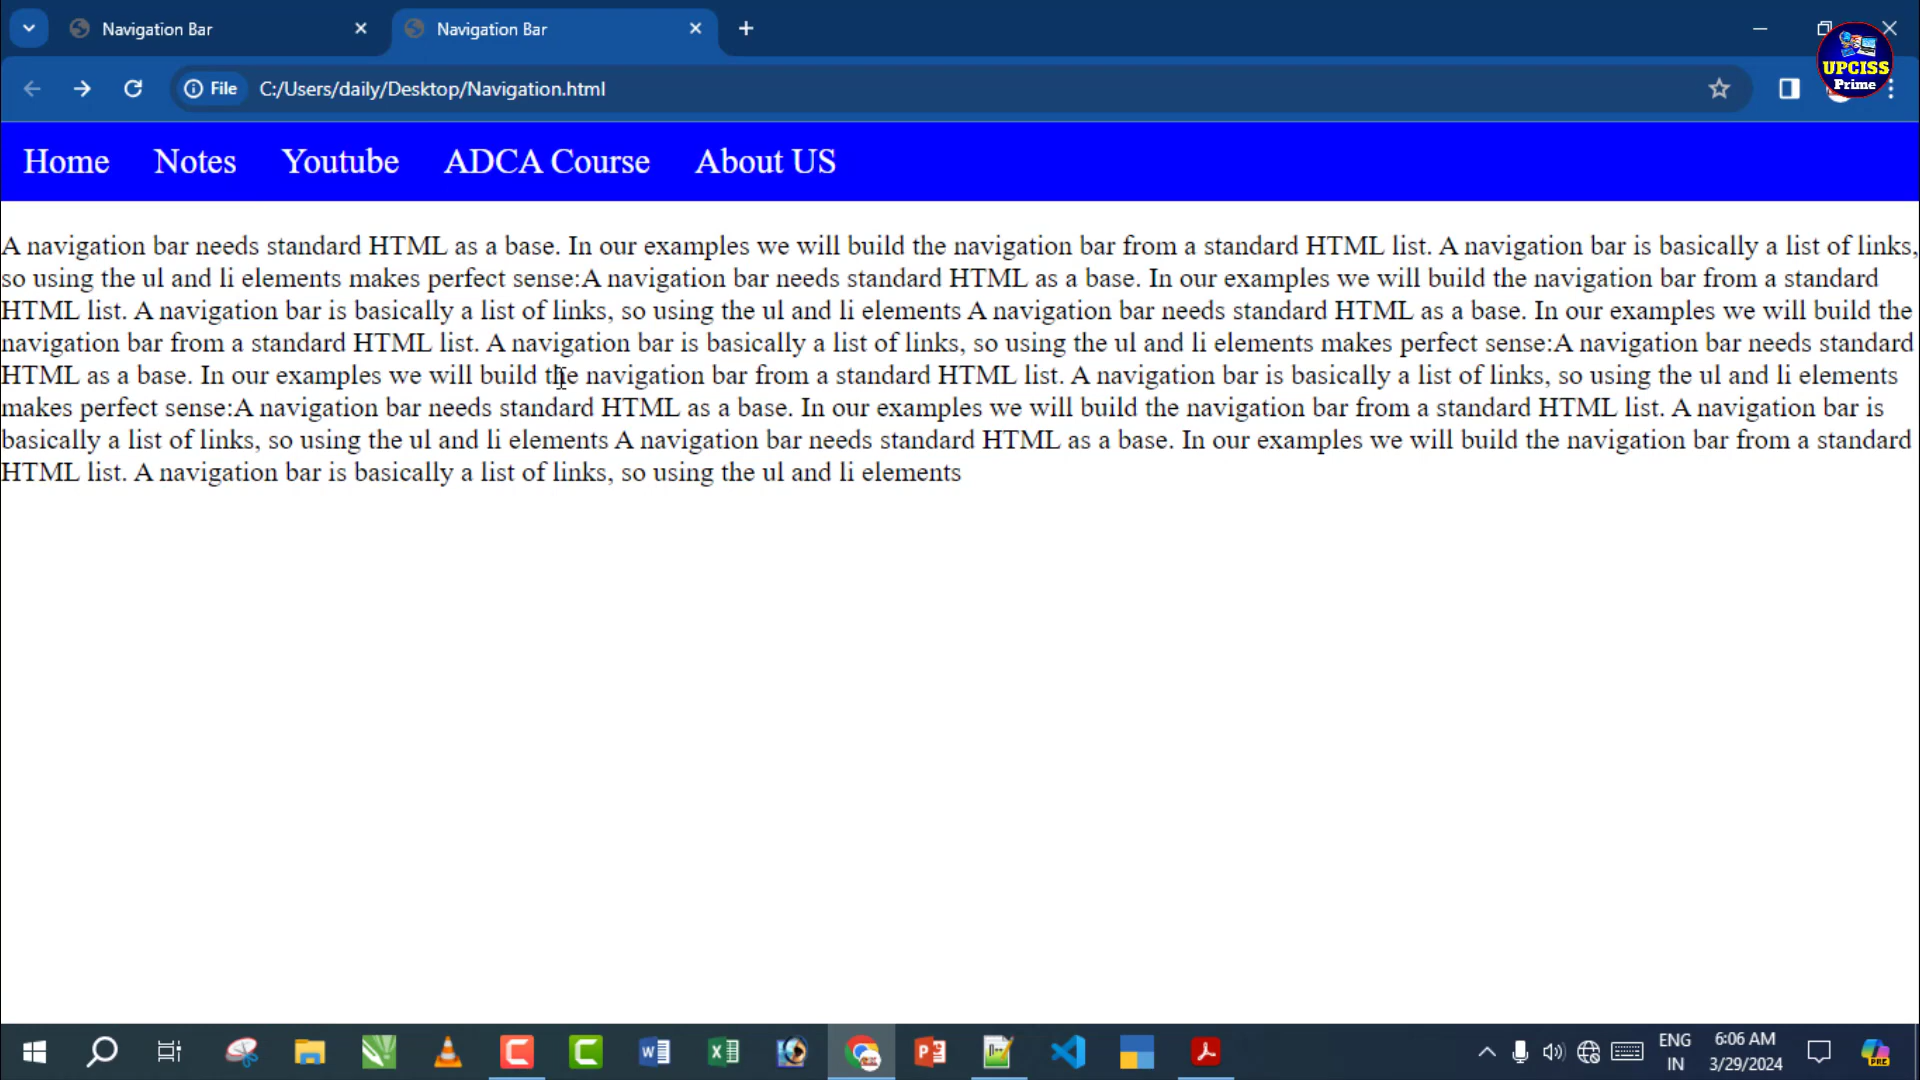 Navigation Bar
Navigation Bar
UPCISS
Prime
File
C:/Users/daily/Desktop/Navigation.html
Home Notes Youtube ADCA Course About US
A navigation bar needs standard HTML as a base. In our examples we will build the navigation bar from a standard HTML list. A navigation bar is basically a list of links,
so using the ul and li elements makes perfect sense:A navigation bar needs standard HTML as a base. In our examples we will build the navigation bar from a standard
HTML list. A navigation bar is basically a list of links, so using the ul and li elements A navigation bar needs standard HTML as a base. In our examples we will build the
navigation bar from a standard HTML list. A navigation bar is basically a list of links, so using the ul and li elements makes perfect sense:A navigation bar needs standard
HTML as a base. In our examples we will build the navigation bar from a standard HTML list. A navigation bar is basically a list of links, so using the ul and li elements
makes perfect sense:A navigation bar needs standard HTML as a base. In our examples we will build the navigation bar from a standard HTML list. A navigation bar is
basically a list of links, so using the ul and li elements A navigation bar needs standard HTML as a base. In our examples we will build the navigation bar from a standard
HTML list. A navigation bar is basically a list of links, so using the ul and li elements
ENG
IN
6:06 AM
3/29/2024
PRE